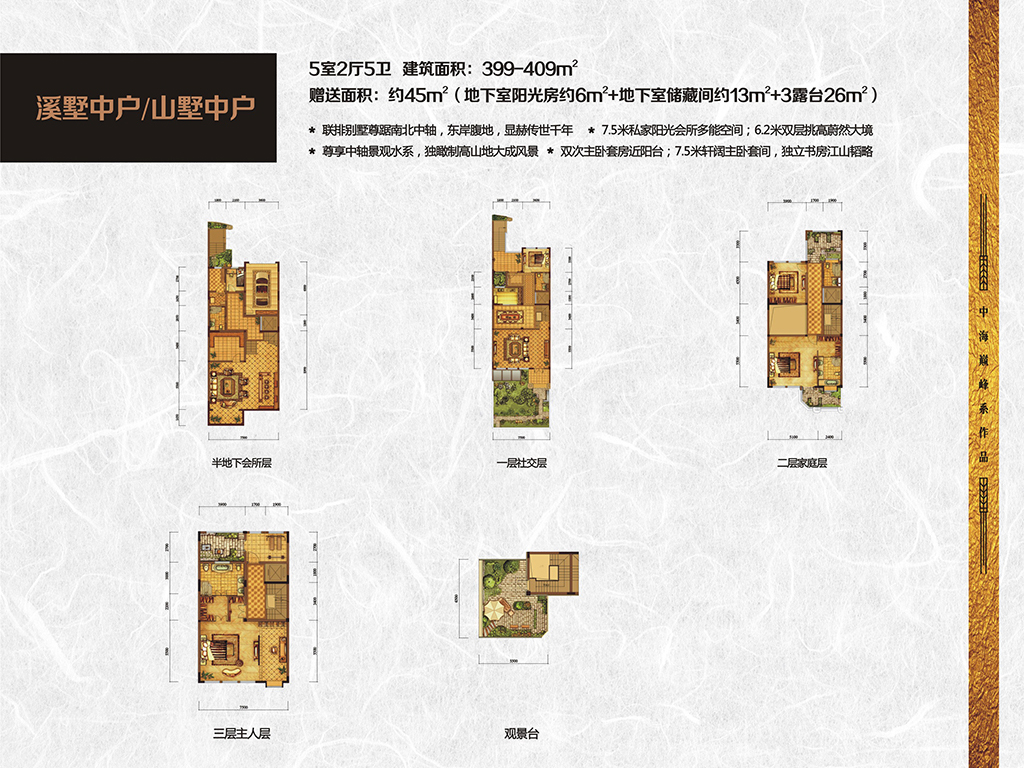 溪墅中户/山墅中户
5室2厅5卫 建筑面积：399-409m²
赠送面积：约45m²（地下室阳光房约6m²+地下室储藏间约13m²+3露台26m²）
* 联排别墅尊踞南北中轴，东岸腹地，显赫传世千年 * 7.5米私家阳光会所多能空间；6.2米双层挑高蔚然大境
* 尊享中轴景观水系，独瞰制高山地大成风景 * 双次主卧套房近阳台；7.5米轩阔主卧套间，独立书房江山韬略
半地下会所层
一层社交层
二层家庭层
三层主人层
观景台
中海巅峰系作品